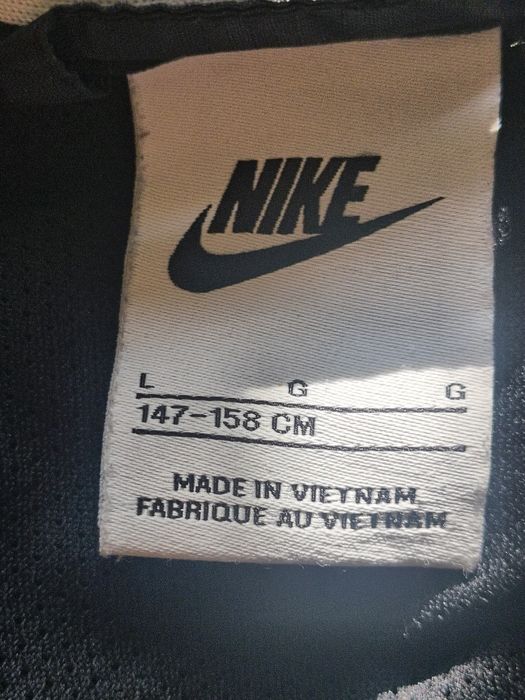 NIKE
L G G
147-158 CM
MADE IN VIETNAM
FABRIQUE AU VIETNAM